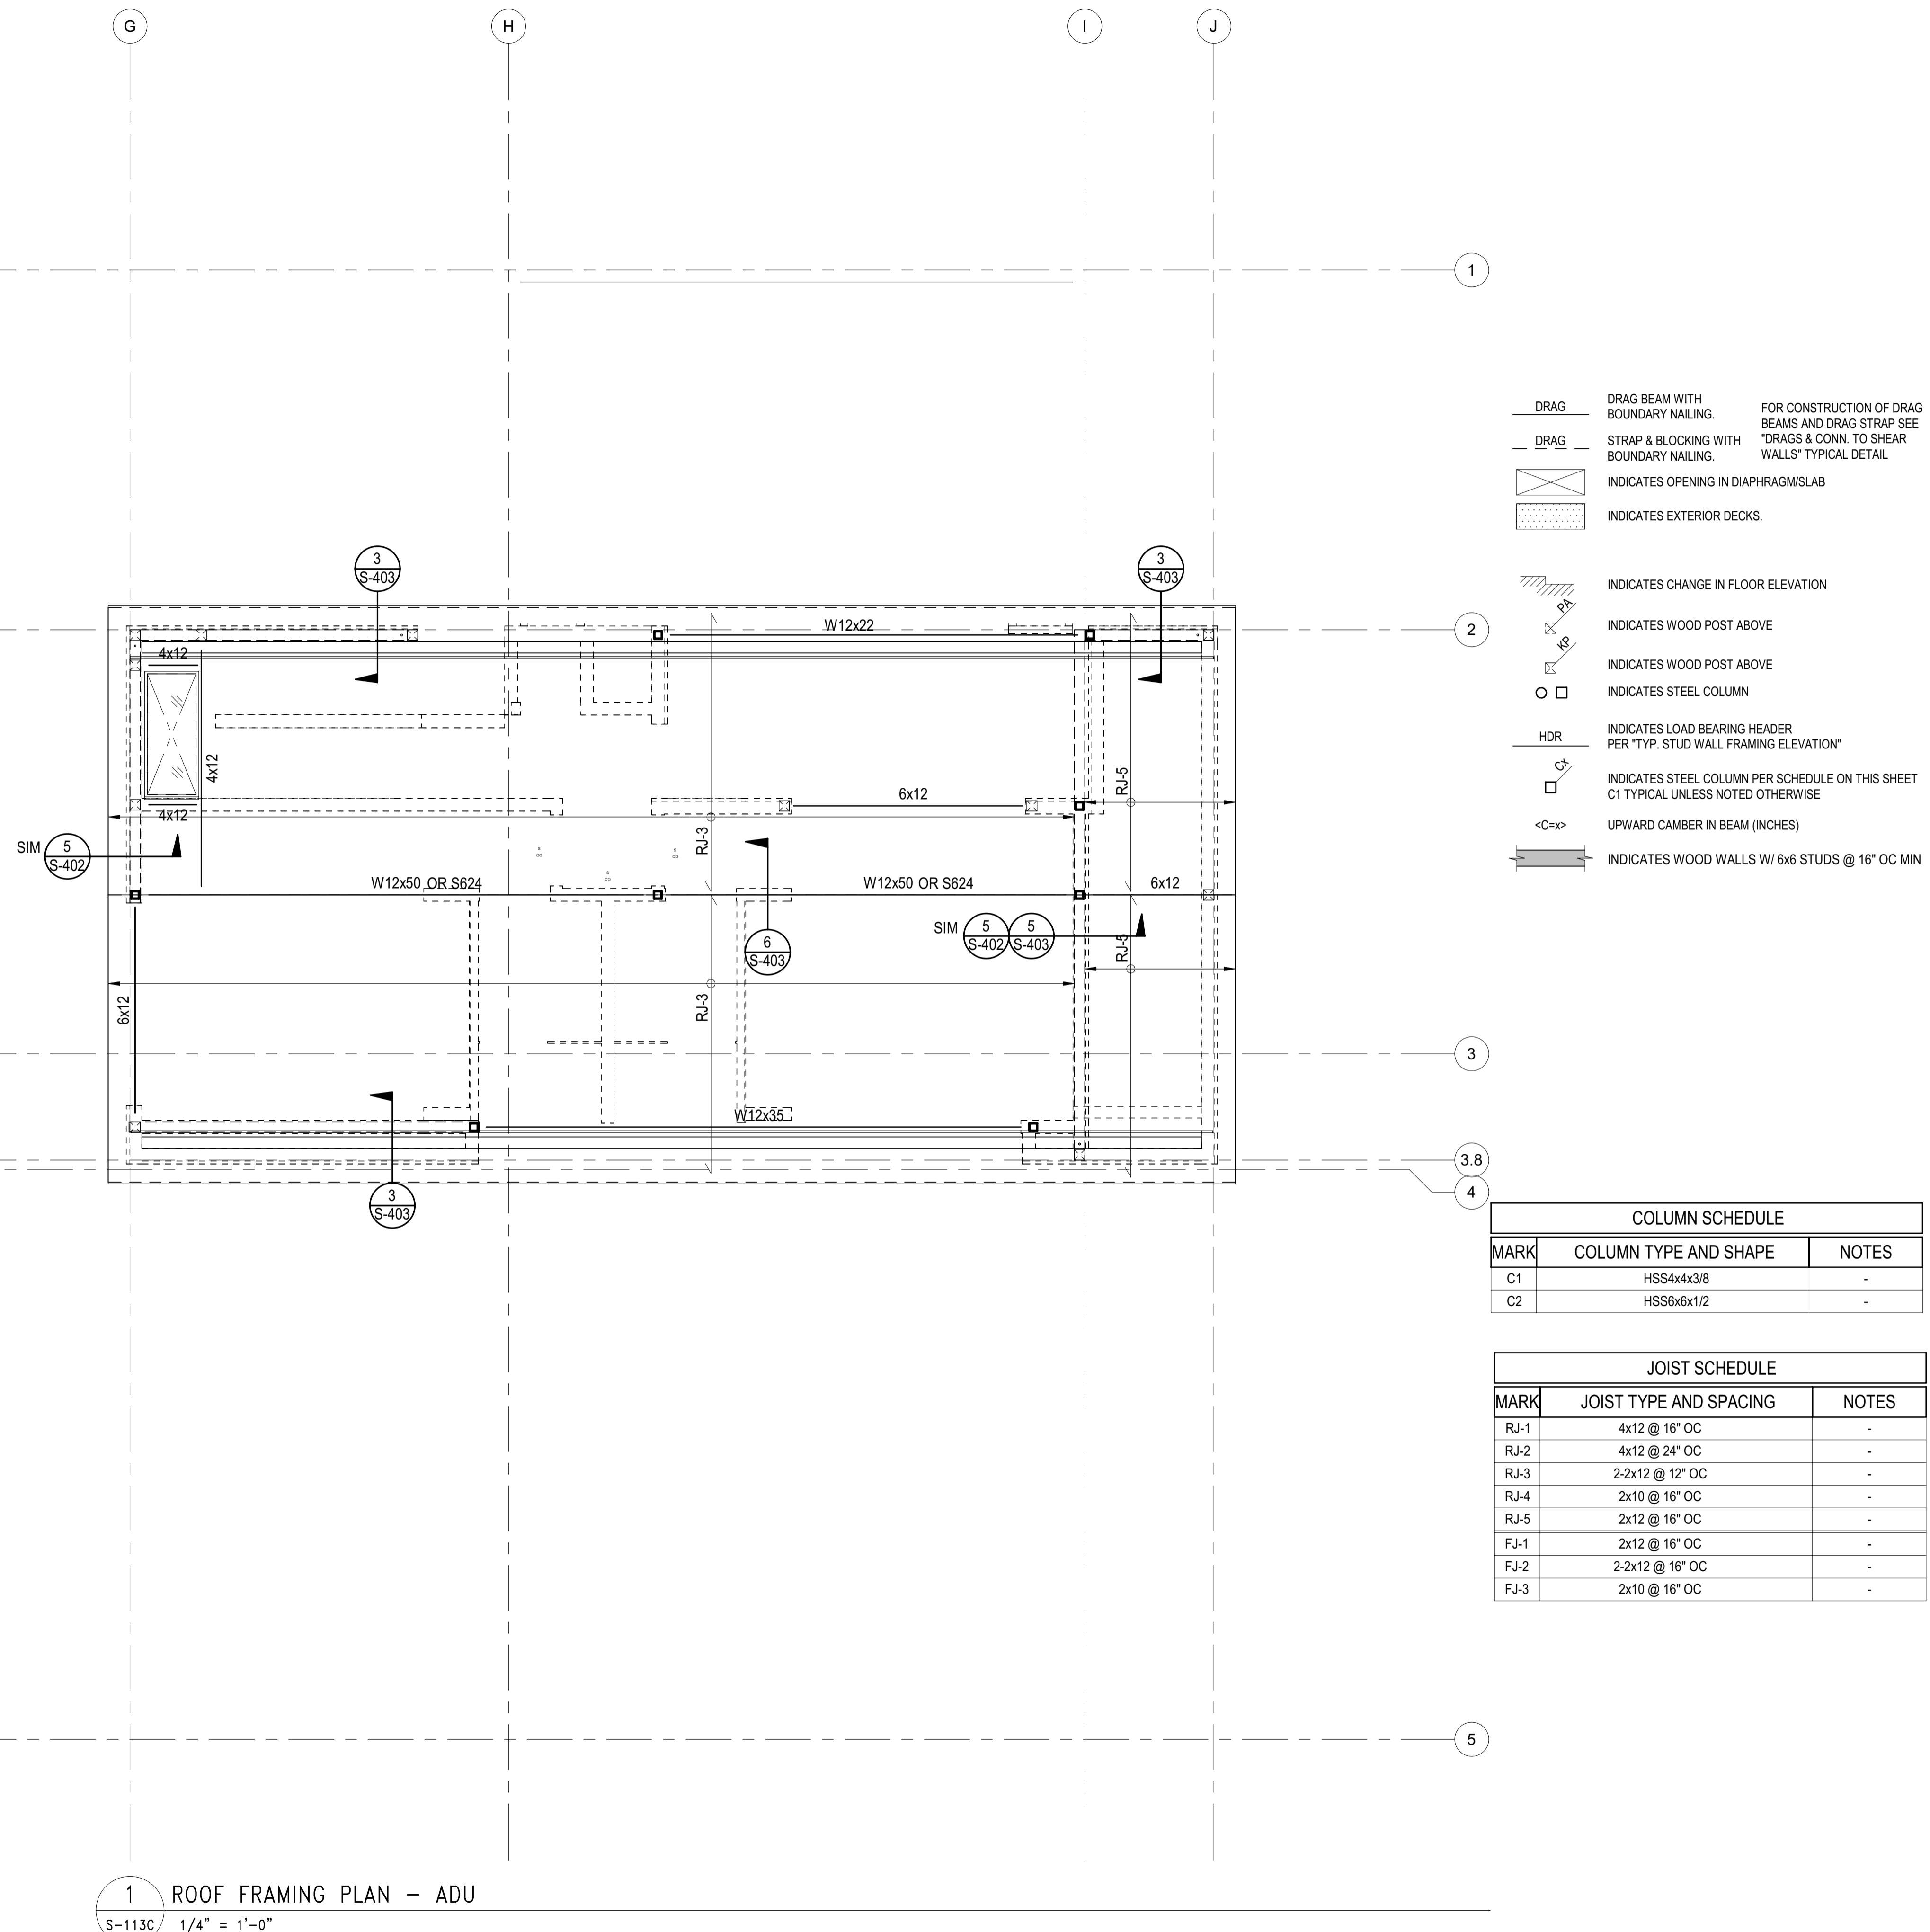 G
H
I
J
1
DRAG
DRAG BEAM WITH
BOUNDARY NAILING.
DRAG
STRAP & BLOCKING WITH
BOUNDARY NAILING.
FOR CONSTRUCTION OF DRAG
BEAMS AND DRAG STRAP SEE
"DRAGS & CONN. TO SHEAR
WALLS" TYPICAL DETAIL
INDICATES OPENING IN DIAPHRAGM/SLAB
INDICATES EXTERIOR DECKS.
INDICATES CHANGE IN FLOOR ELEVATION
PA
INDICATES WOOD POST ABOVE
KP
INDICATES WOOD POST ABOVE
INDICATES STEEL COLUMN
HDR
INDICATES LOAD BEARING HEADER
PER "TYP. STUD WALL FRAMING ELEVATION"
Cx
INDICATES STEEL COLUMN PER SCHEDULE ON THIS SHEET
C1 TYPICAL UNLESS NOTED OTHERWISE
<C=x>
UPWARD CAMBER IN BEAM (INCHES)
INDICATES WOOD WALLS W/ 6x6 STUDS @ 16" OC MIN
3
S-403
3
S-403
2
W12x22
4x12
4x12
4x12
6x12
RJ-5
RJ-3
SIM
5
S-402
S
CO
S
CO
S
CO
W12x50 OR S624
W12x50 OR S624
6x12
SIM
5
S-402
5
S-403
6
S-403
RJ-5
RJ-3
6x12
3
W12x35
3.8
4
3
S-403
COLUMN SCHEDULE
MARK COLUMN TYPE AND SHAPE NOTES
C1 HSS4x4x3/8 -
C2 HSS6x6x1/2 -
JOIST SCHEDULE
MARK JOIST TYPE AND SPACING NOTES
RJ-1 4x12 @ 16" OC -
RJ-2 4x12 @ 24" OC -
RJ-3 2-2x12 @ 12" OC -
RJ-4 2x10 @ 16" OC -
RJ-5 2x12 @ 16" OC -
FJ-1 2x12 @ 16" OC -
FJ-2 2-2x12 @ 16" OC -
FJ-3 2x10 @ 16" OC -
5
1
S-113C
ROOF FRAMING PLAN - ADU
1/4" = 1'-0"